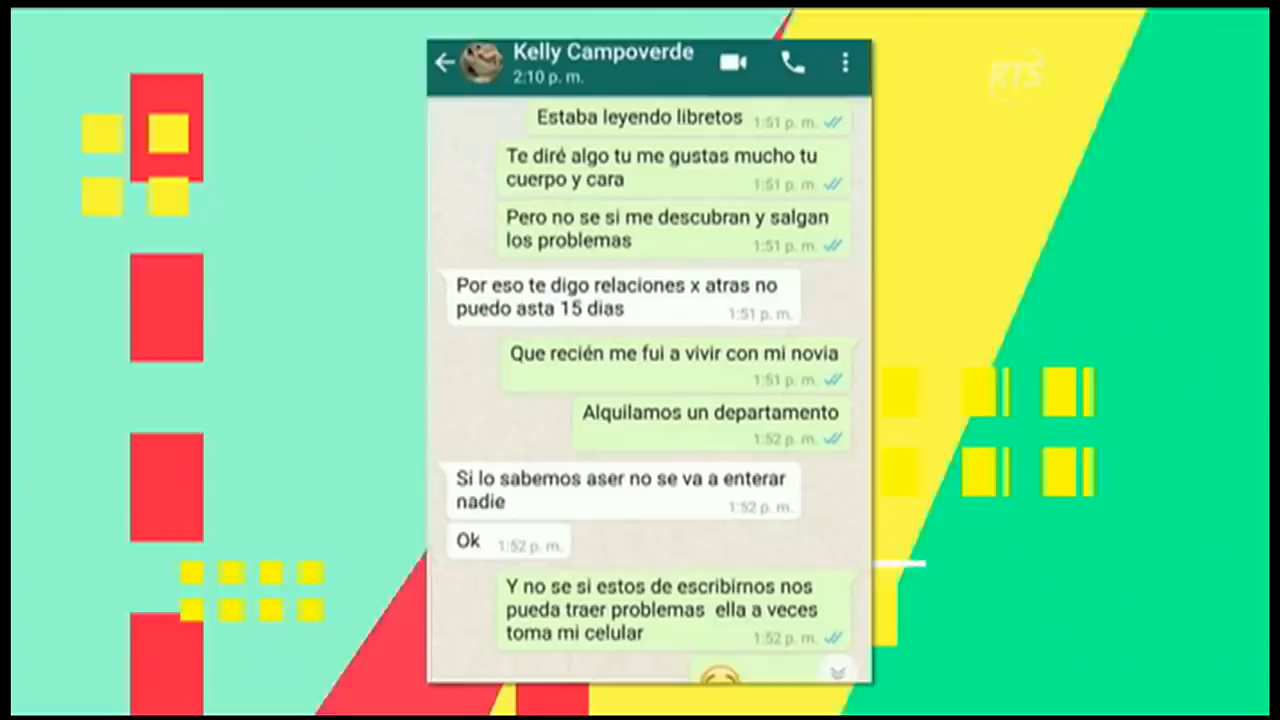 Kelly Campoverde
2:10 p. m.
RTS
Estaba leyendo libretos
1:51 p. m.
Te diré algo tu me gustas mucho tu
cuerpo y cara
1:51 p. m.
Pero no se si me descubran y salgan
los problemas
1:51 p. m.
Por eso te digo relaciones x atras no
puedo asta 15 dias
1:51 p. m.
Que recién me fui a vivir con mi novia
1:51 p. m.
Alquilamos un departamento
1:52 p. m.
Si lo sabemos aser no se va a enterar
nadie
1:52 p. m.
Ok 1:52 p. m.
Y no se si estos de escribirnos nos
pueda traer problemas ella a veces
toma mi celular
1:52 p. m.